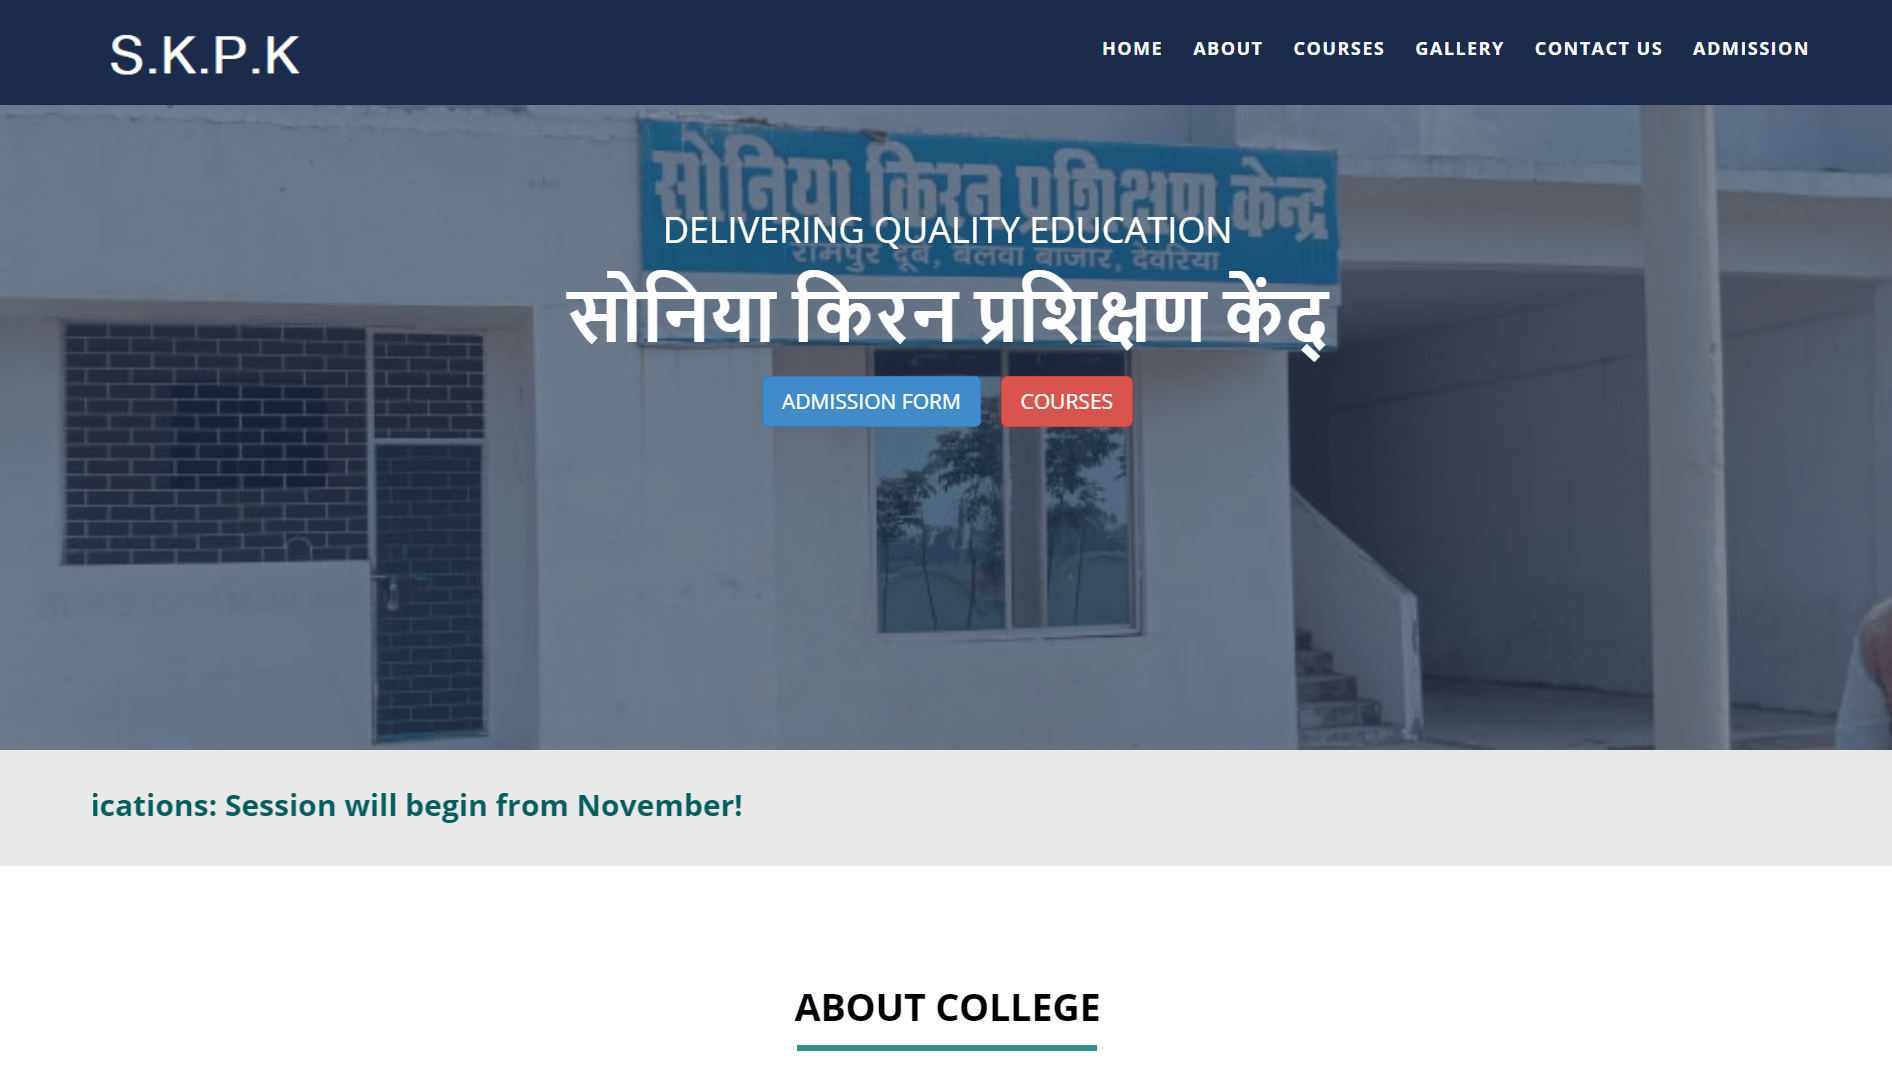 S.K.P.K
HOME ABOUT COURSES GALLERY CONTACT US ADMISSION
सोनिया किरन प्रशिक्षण केन्द्र
रामपुर दूबे, बलवा बाजार, देवरिया
DELIVERING QUALITY EDUCATION
सोनिया किरन प्रशिक्षण केंद्
ADMISSION FORM COURSES
ications: Session will begin from November!
ABOUT COLLEGE